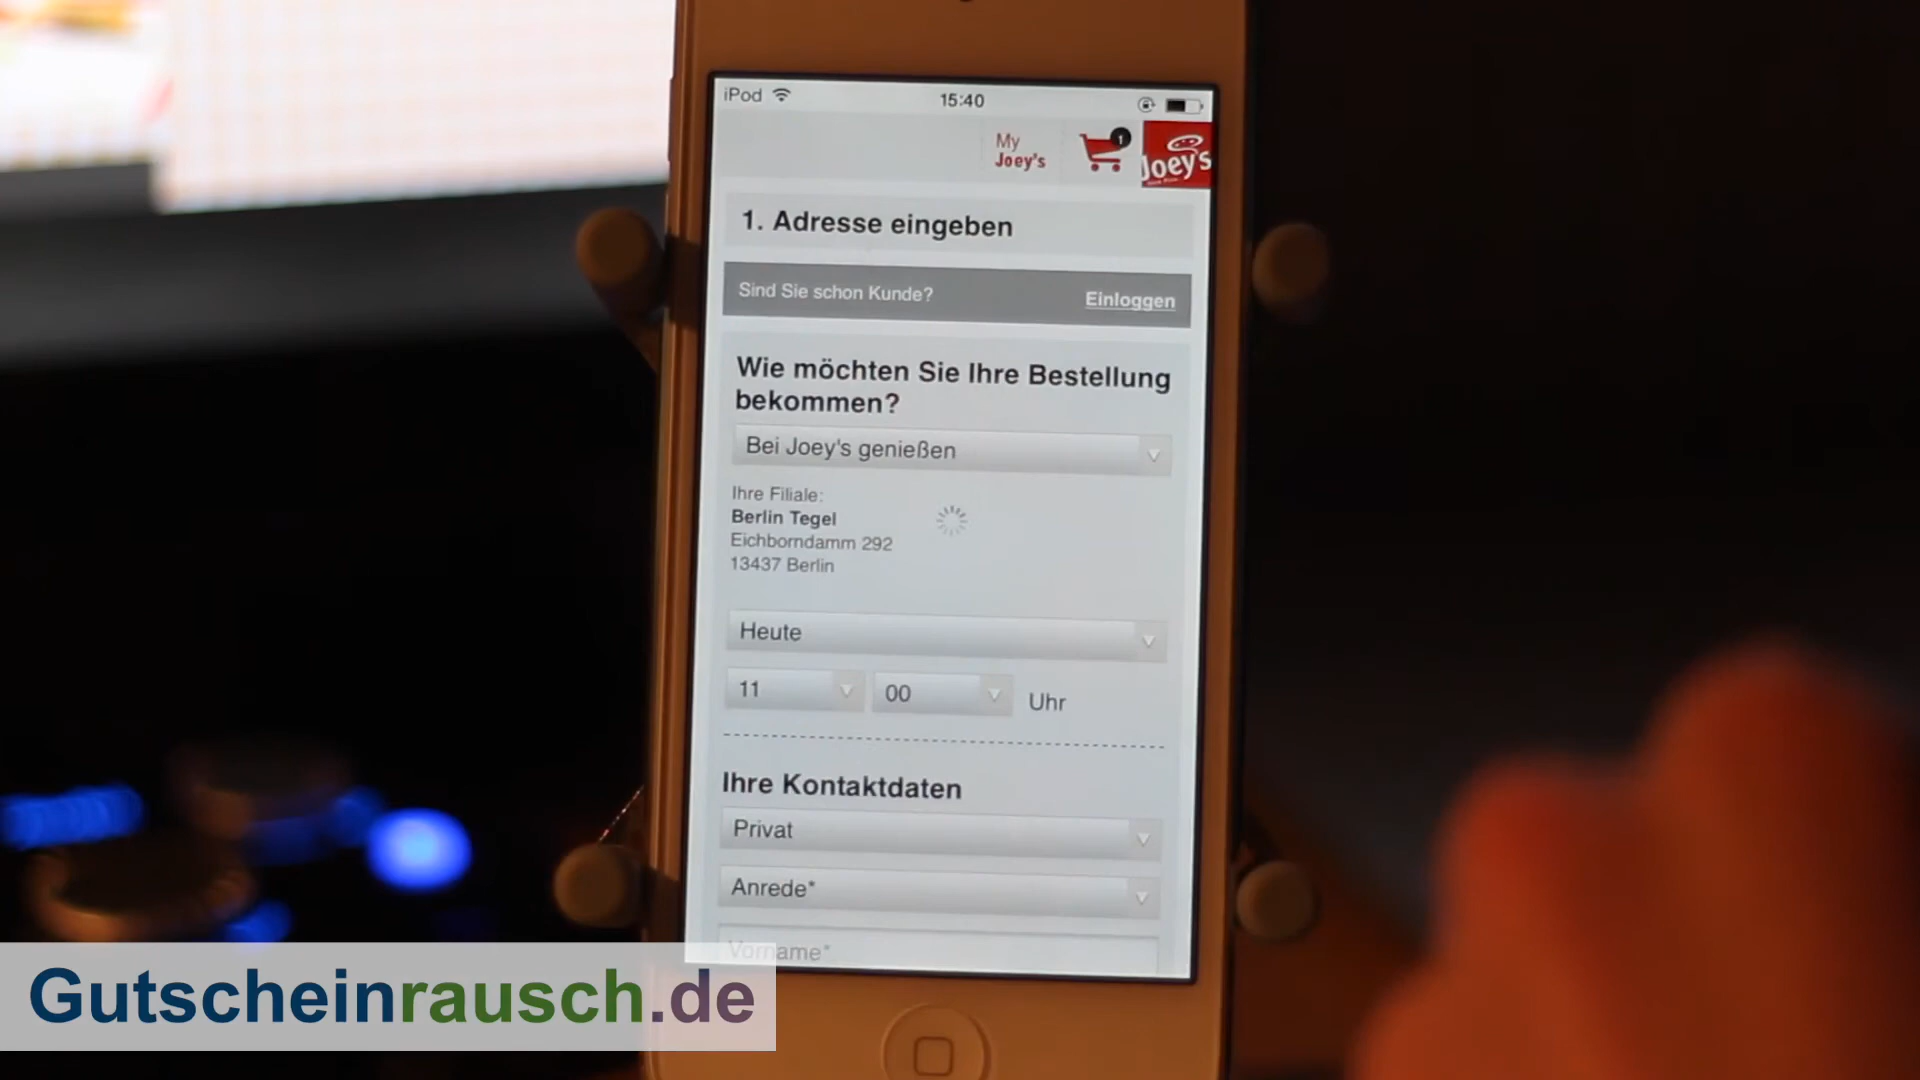 iPod 15:40
My
Joey's
1
Joey's
1. Adresse eingeben
Sind Sie schon Kunde? Einloggen
Wie möchten Sie Ihre Bestellung
bekommen?
Bei Joey's genießen
Ihre Filiale:
Berlin Tegel
Eichborndamm 292
13437 Berlin
Heute
11 00 Uhr
Ihre Kontaktdaten
Privat
Anrede*
Vorname*
Gutscheinrausch.de